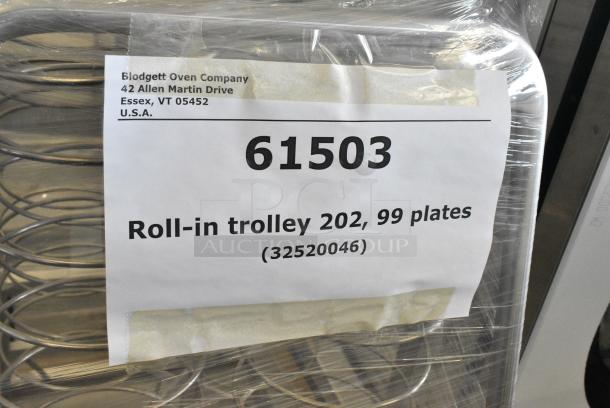 Blodgett Oven Company
42 Allen Martin Drive
Essex, VT 05452
U.S.A.
61503
PCI
AUCTION GROUP
Roll-in trolley 202, 99 plates
(32520046)